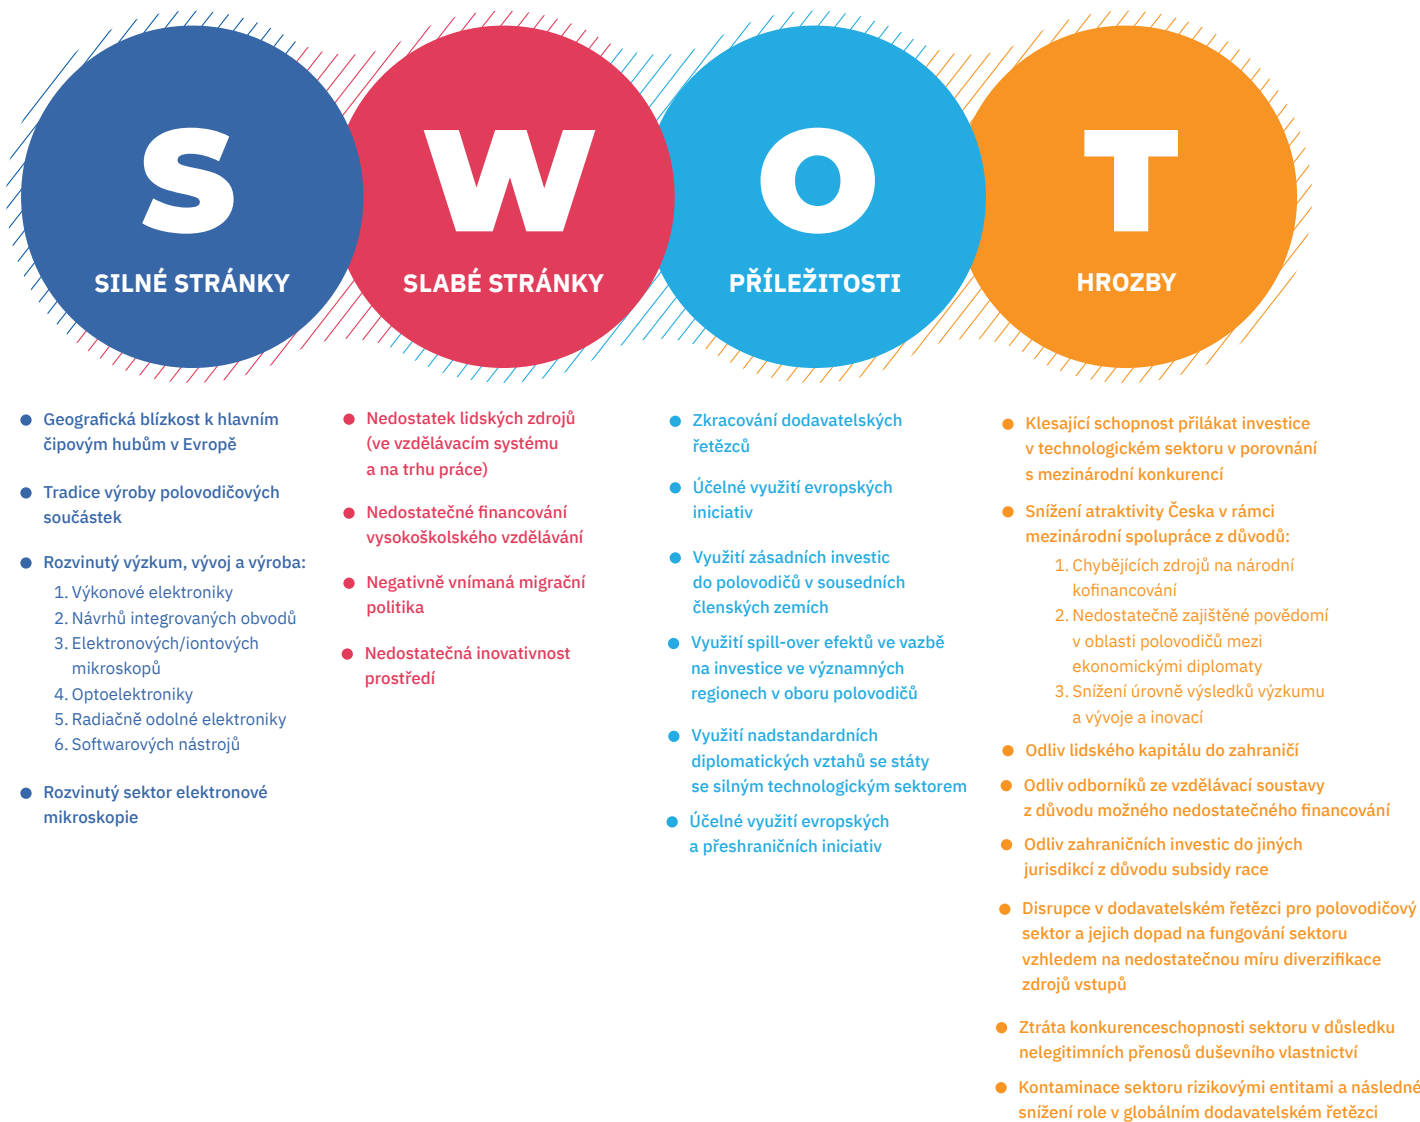 S
SILNÉ STRÁNKY
W
SLABÉ STRÁNKY
O
PŘÍLEŽITOSTI
T
HROZBY
● Geografická blízkost k hlavním
čipovým hubům v Evropě
● Tradice výroby polovodičových
součástek
● Rozvinutý výzkum, vývoj a výroba:
1. Výkonové elektroniky
2. Návrhů integrovaných obvodů
3. Elektronových/iontových
mikroskopů
4. Optoelektroniky
5. Radiačně odolné elektroniky
6. Softwarových nástrojů
● Rozvinutý sektor elektronové
mikroskopie
● Nedostatek lidských zdrojů
(ve vzdělávacím systému
a na trhu práce)
● Nedostatečné financování
vysokoškolského vzdělávání
● Negativně vnímaná migrační
politika
● Nedostatečná inovativnost
prostředí
● Zkracování dodavatelských
řetězců
● Účelné využití evropských
iniciativ
● Využití zásadních investic
do polovodičů v sousedních
členských zemích
● Využití spill-over efektů ve vazbě
na investice ve významných
regionech v oboru polovodičů
● Využití nadstandardních
diplomatických vztahů se státy
se silným technologickým sektorem
● Účelné využití evropských
a přeshraničních iniciativ
● Klesající schopnost přilákat investice
v technologickém sektoru v porovnání
s mezinárodní konkurencí
● Snížení atraktivity Česka v rámci
mezinárodní spolupráce z důvodů:
1. Chybějících zdrojů na národní
kofinancování
2. Nedostatečně zajištěné povědomí
v oblasti polovodičů mezi
ekonomickými diplomaty
3. Snížení úrovně výsledků výzkumu
a vývoje a inovací
● Odliv lidského kapitálu do zahraničí
● Odliv odborníků ze vzdělávací soustavy
z důvodu možného nedostatečného financování
● Odliv zahraničních investic do jiných
jurisdikcí z důvodu subsidy race
● Disrupce v dodavatelském řetězci pro polovodičový
sektor a jejich dopad na fungování sektoru
vzhledem na nedostatečnou míru diverzifikace
zdrojů vstupů
● Ztráta konkurenceschopnosti sektoru v důsledku
nelegitimních přenosů duševního vlastnictví
● Kontaminace sektoru rizikovými entitami a následné
snížení role v globálním dodavatelském řetězci